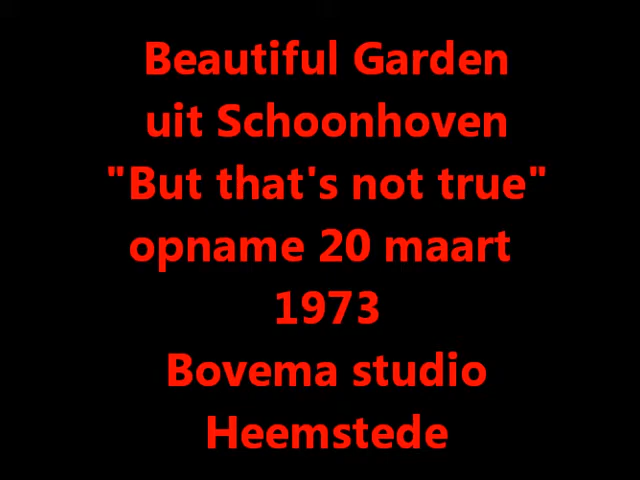 Beautiful Garden
uit Schoonhoven
"But that's not true"
opname 20 maart
1973
Bovema studio
Heemstede